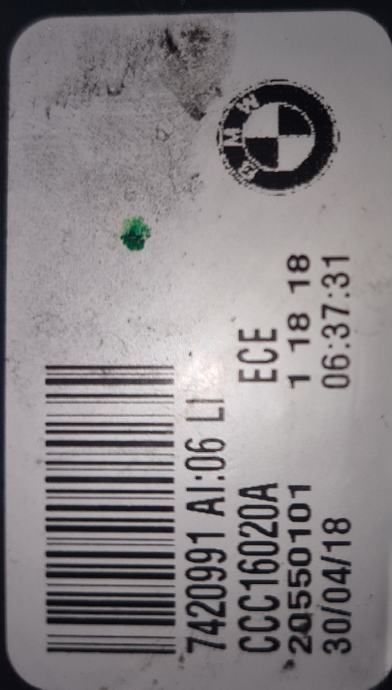 BMW
7420991 AI:06 LI
CCC16020A ECE
20550101 1 18 18
30/04/18 06:37:31